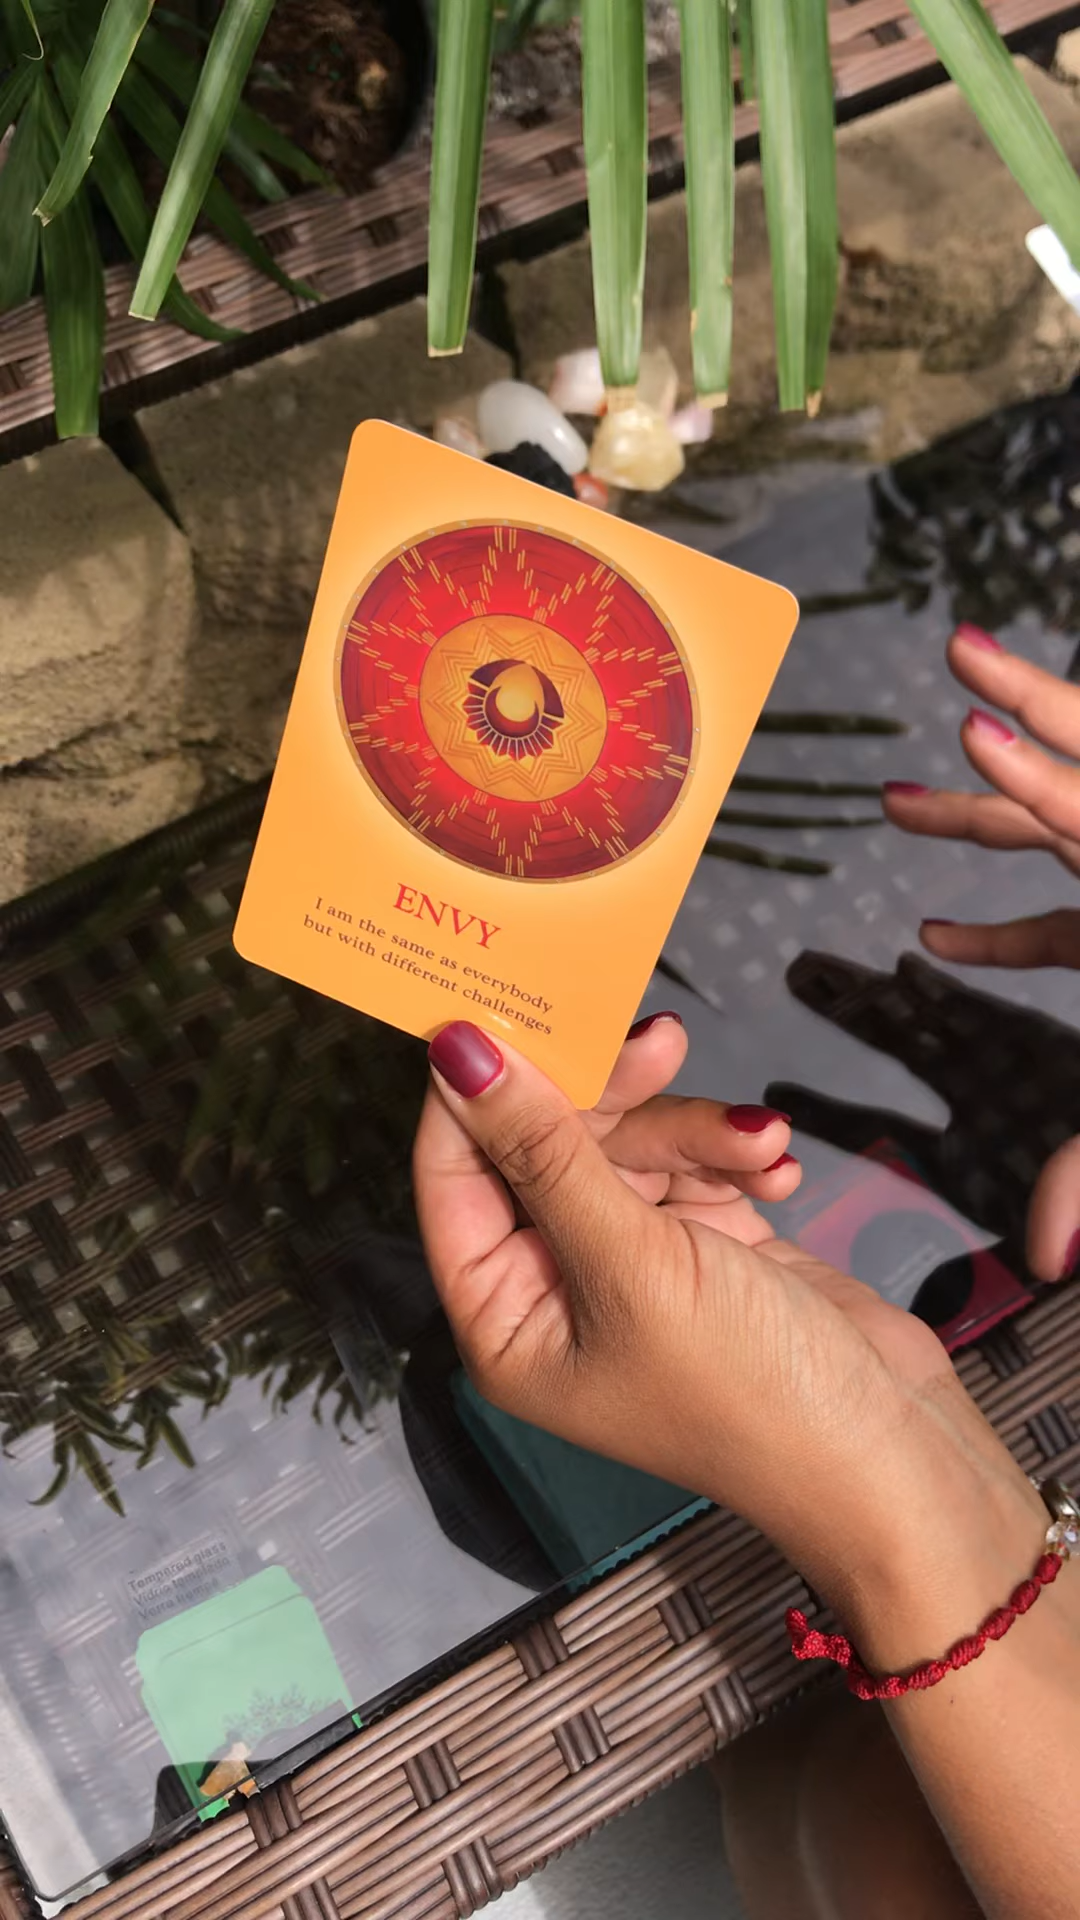 ENVY
I am the same as everybody
but with different challenges
Tempered glass
Vidrio templado
Verre trempé